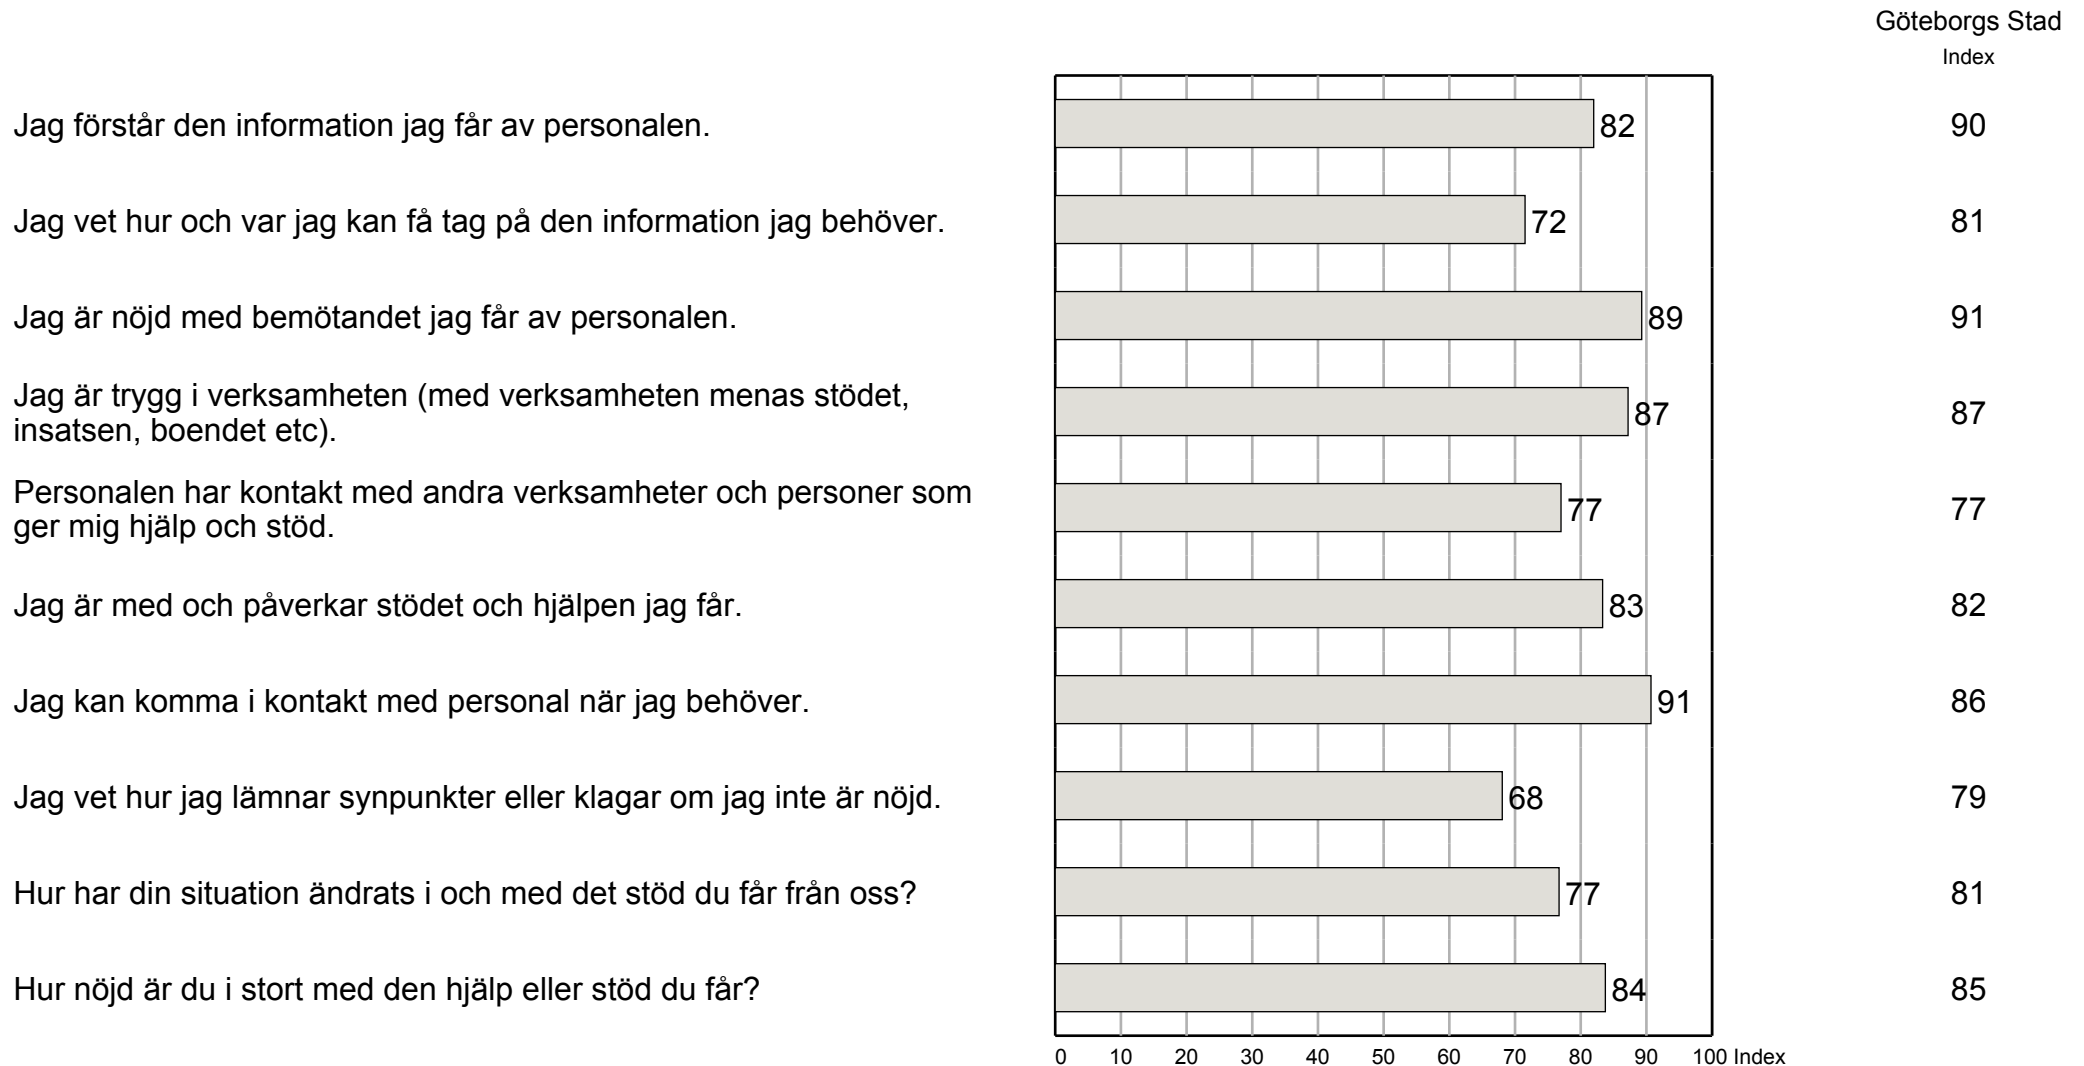 Göteborgs Stad
Index
Jag förstår den information jag får av personalen. 82 90
Jag vet hur och var jag kan få tag på den information jag behöver. 72 81
Jag är nöjd med bemötandet jag får av personalen. 89 91
Jag är trygg i verksamheten (med verksamheten menas stödet,
insatsen, boendet etc). 87 87
Personalen har kontakt med andra verksamheter och personer som
ger mig hjälp och stöd. 77 77
Jag är med och påverkar stödet och hjälpen jag får. 83 82
Jag kan komma i kontakt med personal när jag behöver. 91 86
Jag vet hur jag lämnar synpunkter eller klagar om jag inte är nöjd. 68 79
Hur har din situation ändrats i och med det stöd du får från oss? 77 81
Hur nöjd är du i stort med den hjälp eller stöd du får? 84 85
0 10 20 30 40 50 60 70 80 90 100 Index